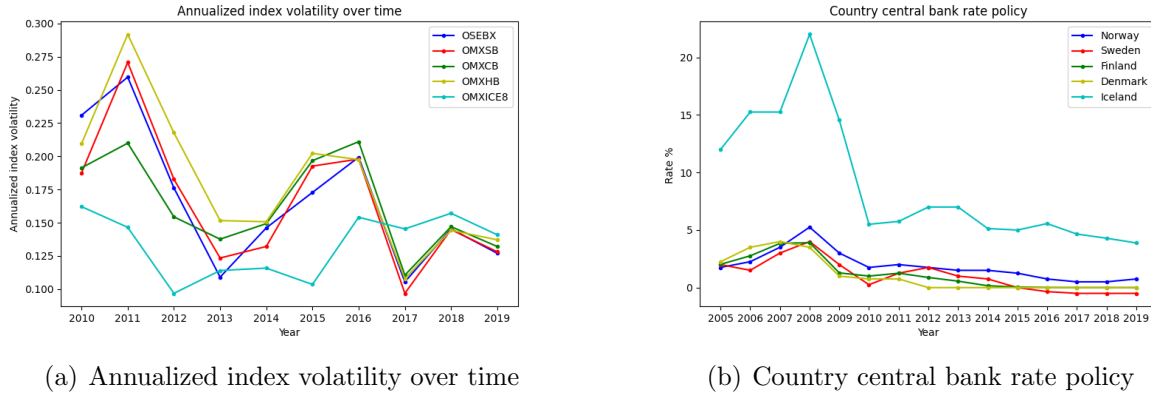 Annualized index volatility over time
0.300
0.275
0.250
0.225
0.200
0.175
0.150
0.125
0.100
Annualized index volatility
2010 2011 2012 2013 2014 2015 2016 2017 2018 2019
Year
OSEBX
OMXSB
OMXCB
OMXHB
OMXICE8
(a) Annualized index volatility over time
Country central bank rate policy
20
15
10
5
0
Rate %
2005 2006 2007 2008 2009 2010 2011 2012 2013 2014 2015 2016 2017 2018 2019
Year
Norway
Sweden
Finland
Denmark
Iceland
(b) Country central bank rate policy